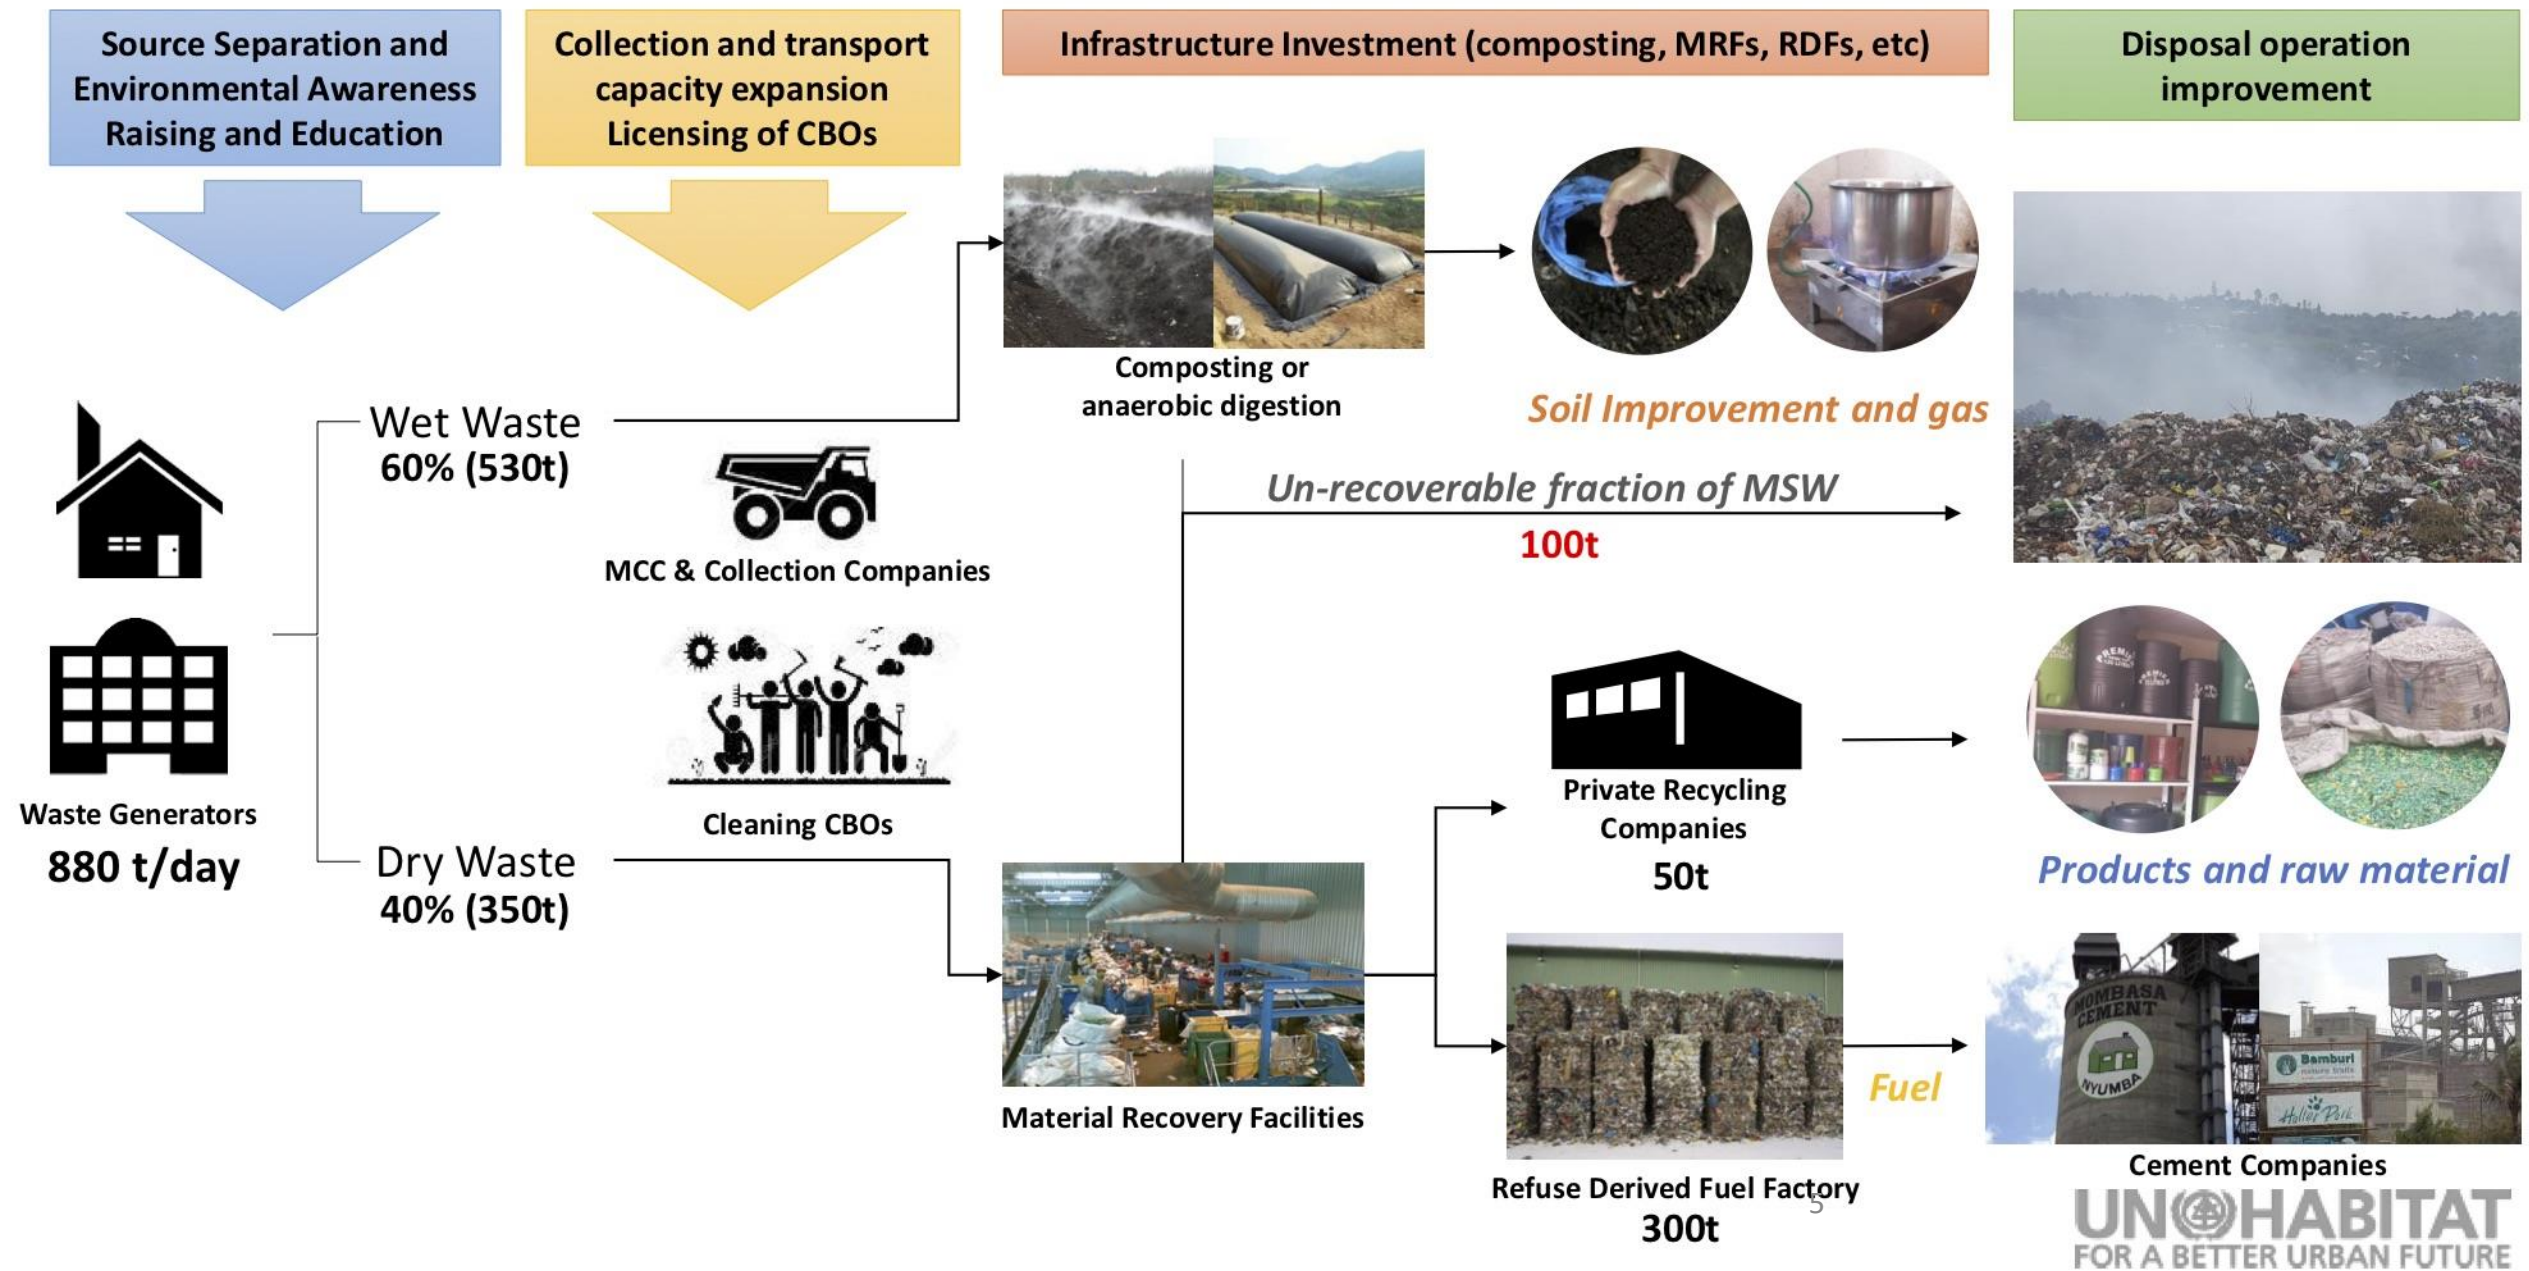 Source Separation and
Environmental Awareness
Raising and Education
Collection and transport
capacity expansion
Licensing of CBOs
Infrastructure Investment (composting, MRFs, RDFs, etc)
Disposal operation
improvement
Composting or
anaerobic digestion
Soil Improvement and gas
Wet Waste
60% (530t)
MCC & Collection Companies
Un-recoverable fraction of MSW
100t
Waste Generators
880 t/day
Cleaning CBOs
Dry Waste
40% (350t)
Private Recycling
Companies
50t
Products and raw material
Material Recovery Facilities
Refuse Derived Fuel Factory
300t
Fuel
MOMBASA
CEMENT
NYUMBA
Bamburi
Haller Park
Cement Companies
5
UN HABITAT
FOR A BETTER URBAN FUTURE